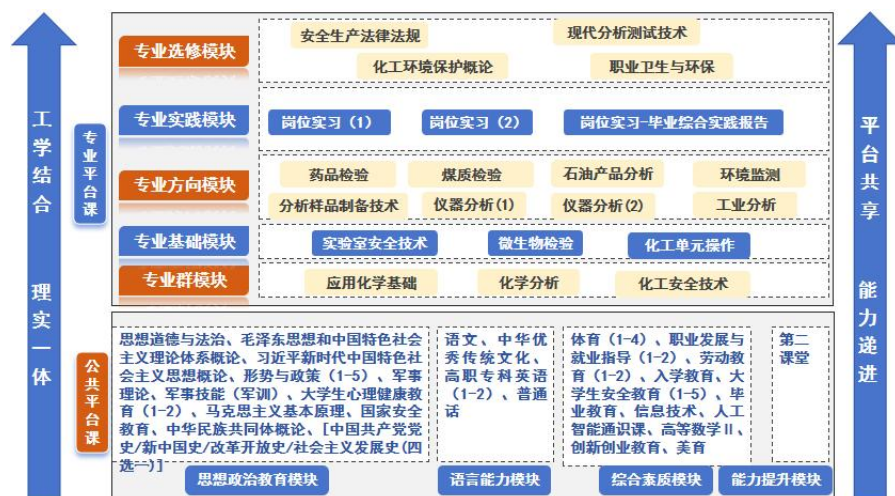 工学结合
理实一体
平台共享
能力递进
专业平台课
专业选修模块
安全生产法律法规
现代分析测试技术
化工环境保护概论
职业卫生与环保
专业实践模块
岗位实习（1）
岗位实习（2）
岗位实习-毕业综合实践报告
专业方向模块
药品检验
煤质检验
石油产品分析
环境监测
分析样品制备技术
仪器分析(1)
仪器分析(2)
工业分析
专业基础模块
实验室安全技术
微生物检验
化工单元操作
专业群模块
应用化学基础
化学分析
化工安全技术
公共平台课
思想道德与法治、毛泽东思想和中国特色社会
主义理论体系概论、习近平新时代中国特色社
会主义思想概论、形势与政策（1-5）、军事
理论、军事技能（军训）、大学生心理健康教
育（1-2）、马克思主义基本原理、国家安全
教育、中华民族共同体概论、[中国共产党党
史/新中国史/改革开放史/社会主义发展史(四
选一)]
思想政治教育模块
语文、中华优
秀传统文化、
高职专科英语
（1-2）、普通
话
语言能力模块
体育（1-4）、职业发展与
就业指导（1-2）、劳动教
育（1-2）、入学教育、大
学生安全教育（1-5）、毕
业教育、信息技术、人工
智能通识课、高等数学Ⅱ、
创新创业教育、美育
综合素质模块
第二
课堂
能力提升模块